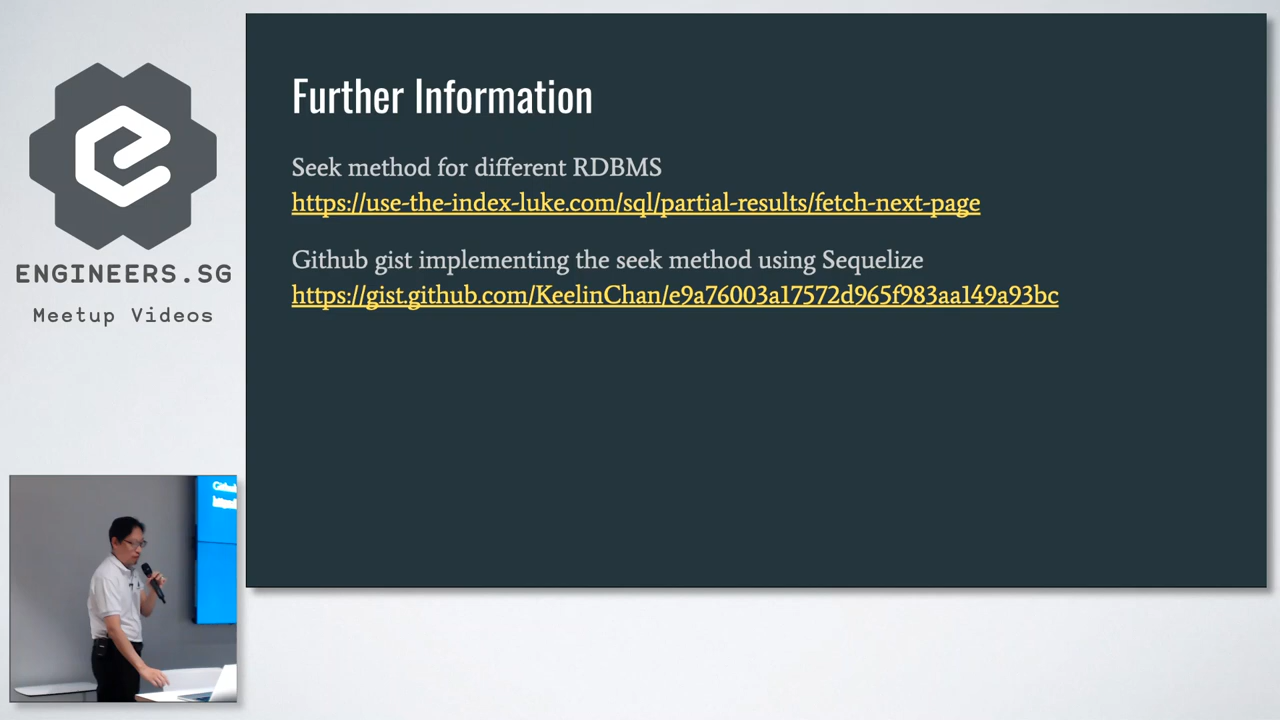 Further Information
Seek method for different RDBMS
https://use-the-index-luke.com/sql/partial-results/fetch-next-page
Github gist implementing the seek method using Sequelize
https://gist.github.com/KeelinChan/e9a76003a17572d965f983aa149a93bc
ENGINEERS.SG
Meetup Videos